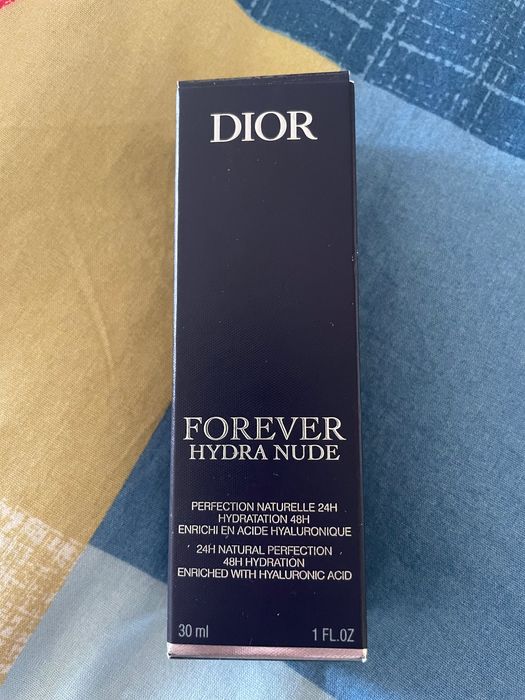 DIOR
FOREVER
HYDRA NUDE
PERFECTION NATURELLE 24H
HYDRATATION 48H
ENRICHI EN ACIDE HYALURONIQUE
24H NATURAL PERFECTION
48H HYDRATION
ENRICHED WITH HYALURONIC ACID
30 ml 1 FL.OZ